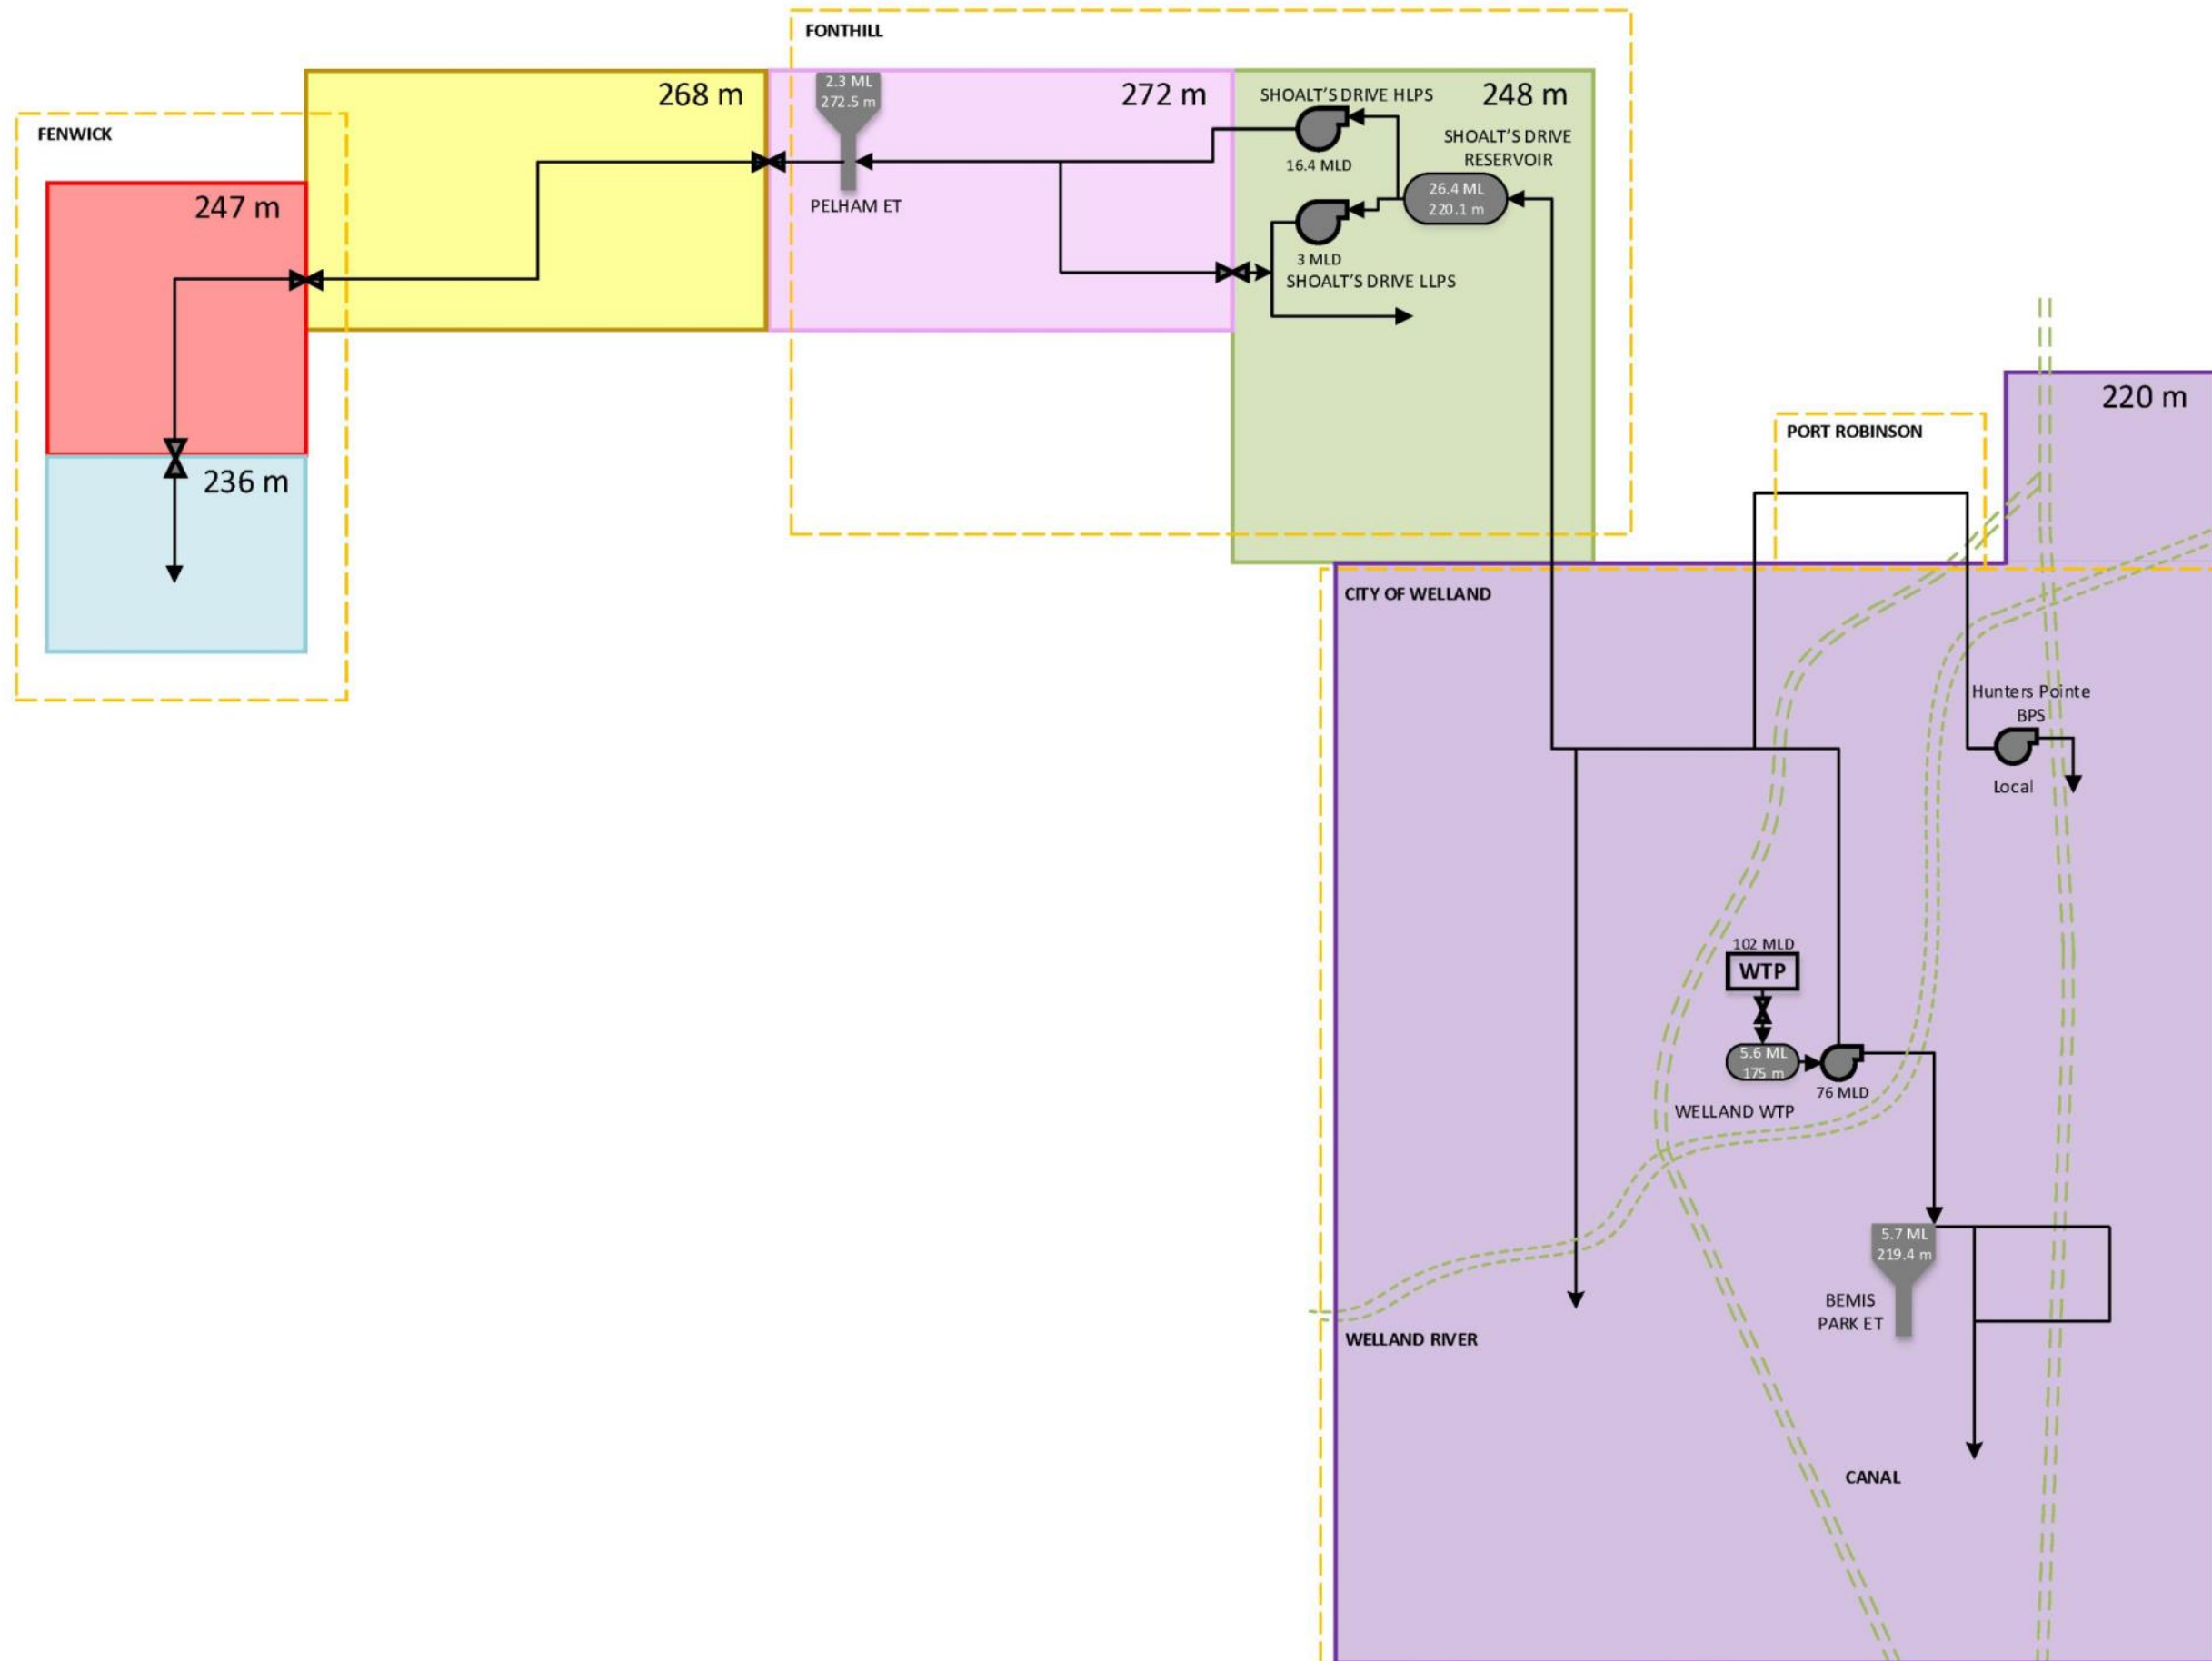 FONTHILL
2.3 ML
272.5 m
PELHAM ET
268 m
272 m
SHOALT'S DRIVE HLPS
248 m
16.4 MLD
SHOALT'S DRIVE
RESERVOIR
26.4 ML
220.1 m
3 MLD
SHOALT'S DRIVE LLPS
FENWICK
247 m
236 m
220 m
PORT ROBINSON
CITY OF WELLAND
Hunters Pointe
BPS
Local
102 MLD
WTP
5.6 ML
175 m
76 MLD
WELLAND WTP
5.7 ML
219.4 m
BEMIS
PARK ET
WELLAND RIVER
CANAL